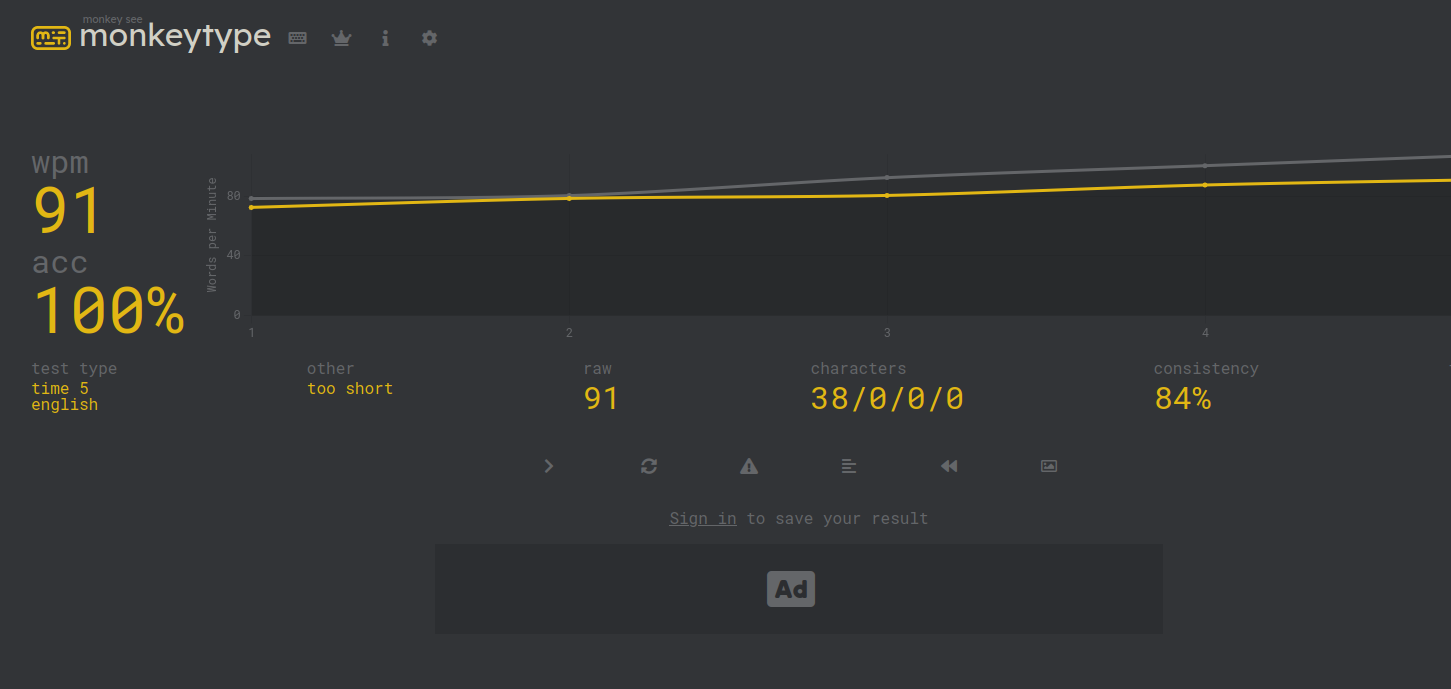 monkey see
monkeytype
wpm
91
acc
100%
Words per Minute
80
40
0
1
2
3
4
test type
time 5
english
other
too short
raw
91
characters
38/0/0/0
consistency
84%
Sign in to save your result
Ad